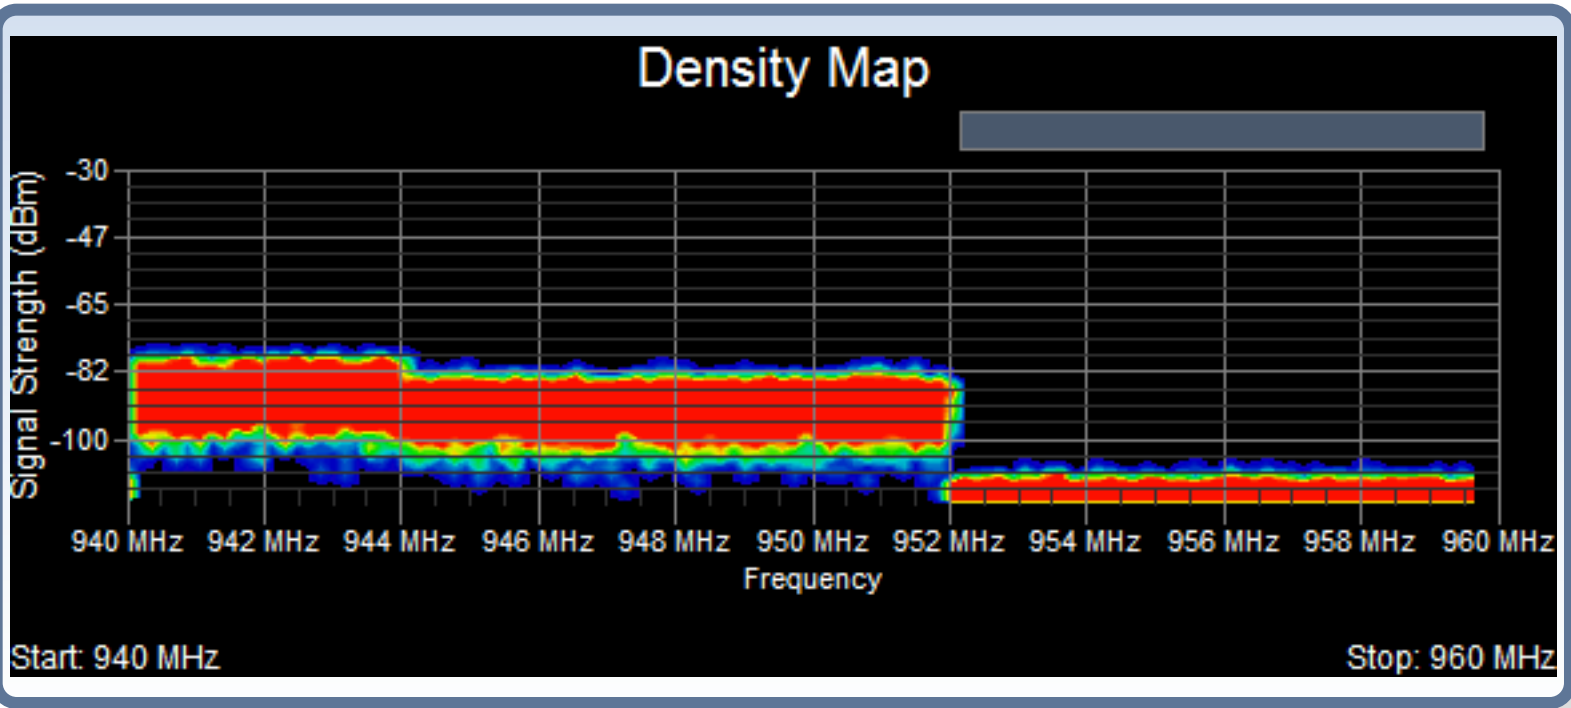 Density Map
Signal Strength (dBm)
-30
-47
-65
-82
-100
940 MHz 942 MHz 944 MHz 946 MHz 948 MHz 950 MHz 952 MHz 954 MHz 956 MHz 958 MHz 960 MHz
Frequency
Start: 940 MHz
Stop: 960 MHz